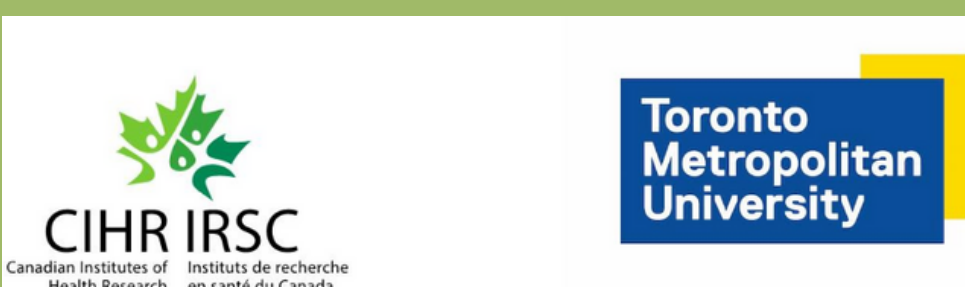 CIHR IRSC
Canadian Institutes of Instituts de recherche
Health Research en santé du Canada
Toronto
Metropolitan
University